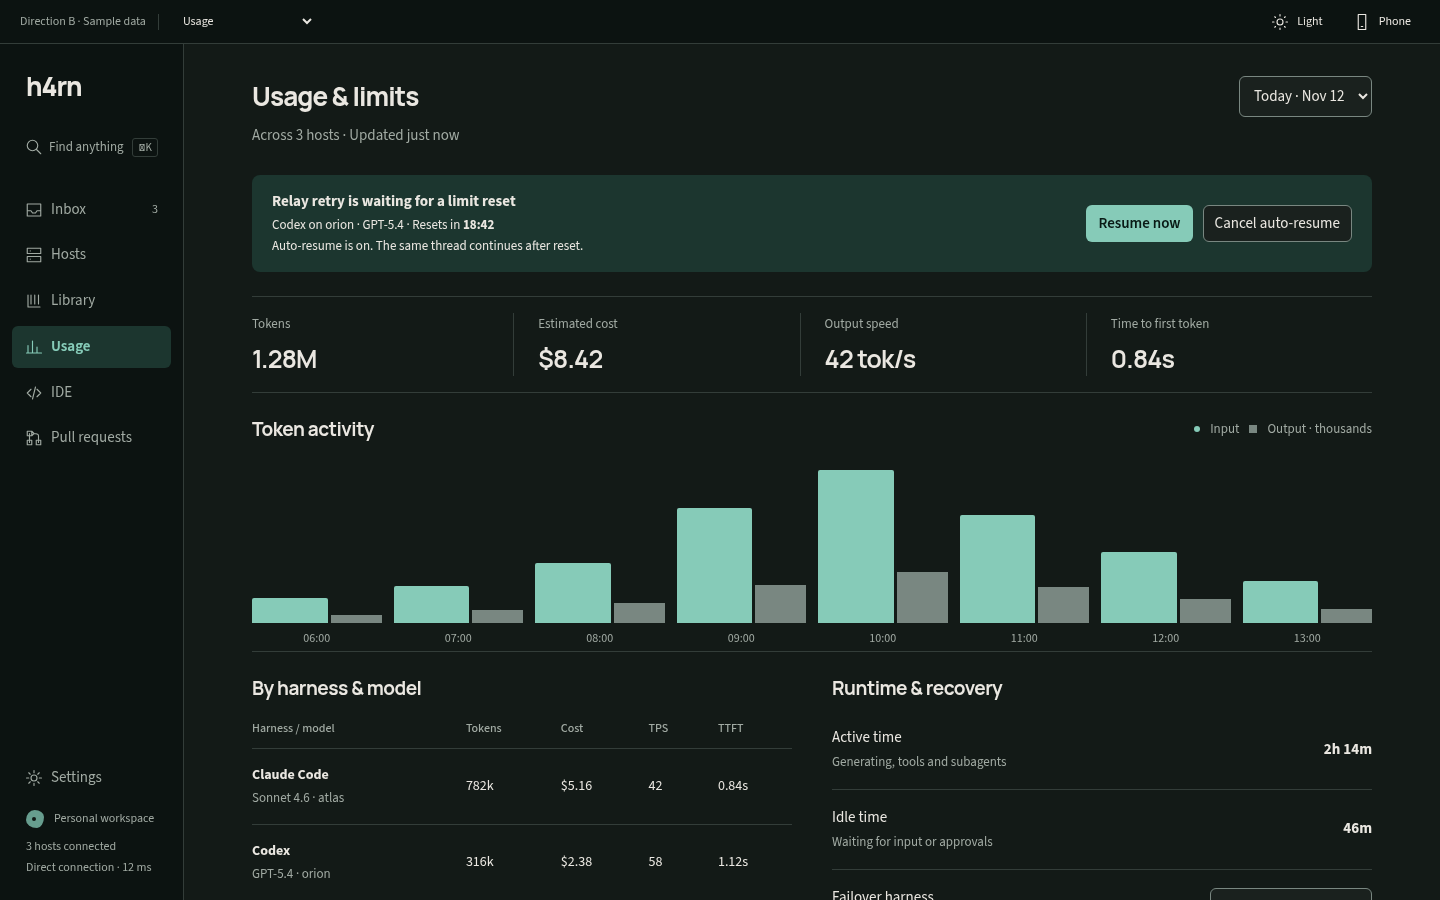 Direction B · Sample data
Usage
Light
Phone
h4rn
Find anything
K
Inbox
3
Hosts
Library
Usage
IDE
Pull requests
Settings
Personal workspace
3 hosts connected
Direct connection · 12 ms
Usage & limits
Today · Nov 12
Across 3 hosts · Updated just now
Relay retry is waiting for a limit reset
Codex on orion · GPT-5.4 · Resets in 18:42
Auto-resume is on. The same thread continues after reset.
Resume now
Cancel auto-resume
Tokens
1.28M
Estimated cost
$8.42
Output speed
42 tok/s
Time to first token
0.84s
Token activity
Input
Output · thousands
06:00 07:00 08:00 09:00 10:00 11:00 12:00 13:00
By harness & model
Harness / model Tokens Cost TPS TTFT
Claude Code
Sonnet 4.6 · atlas
782k $5.16 42 0.84s
Codex
GPT-5.4 · orion
316k $2.38 58 1.12s
Runtime & recovery
Active time
Generating, tools and subagents
2h 14m
Idle time
Waiting for input or approvals
46m
Failover harness